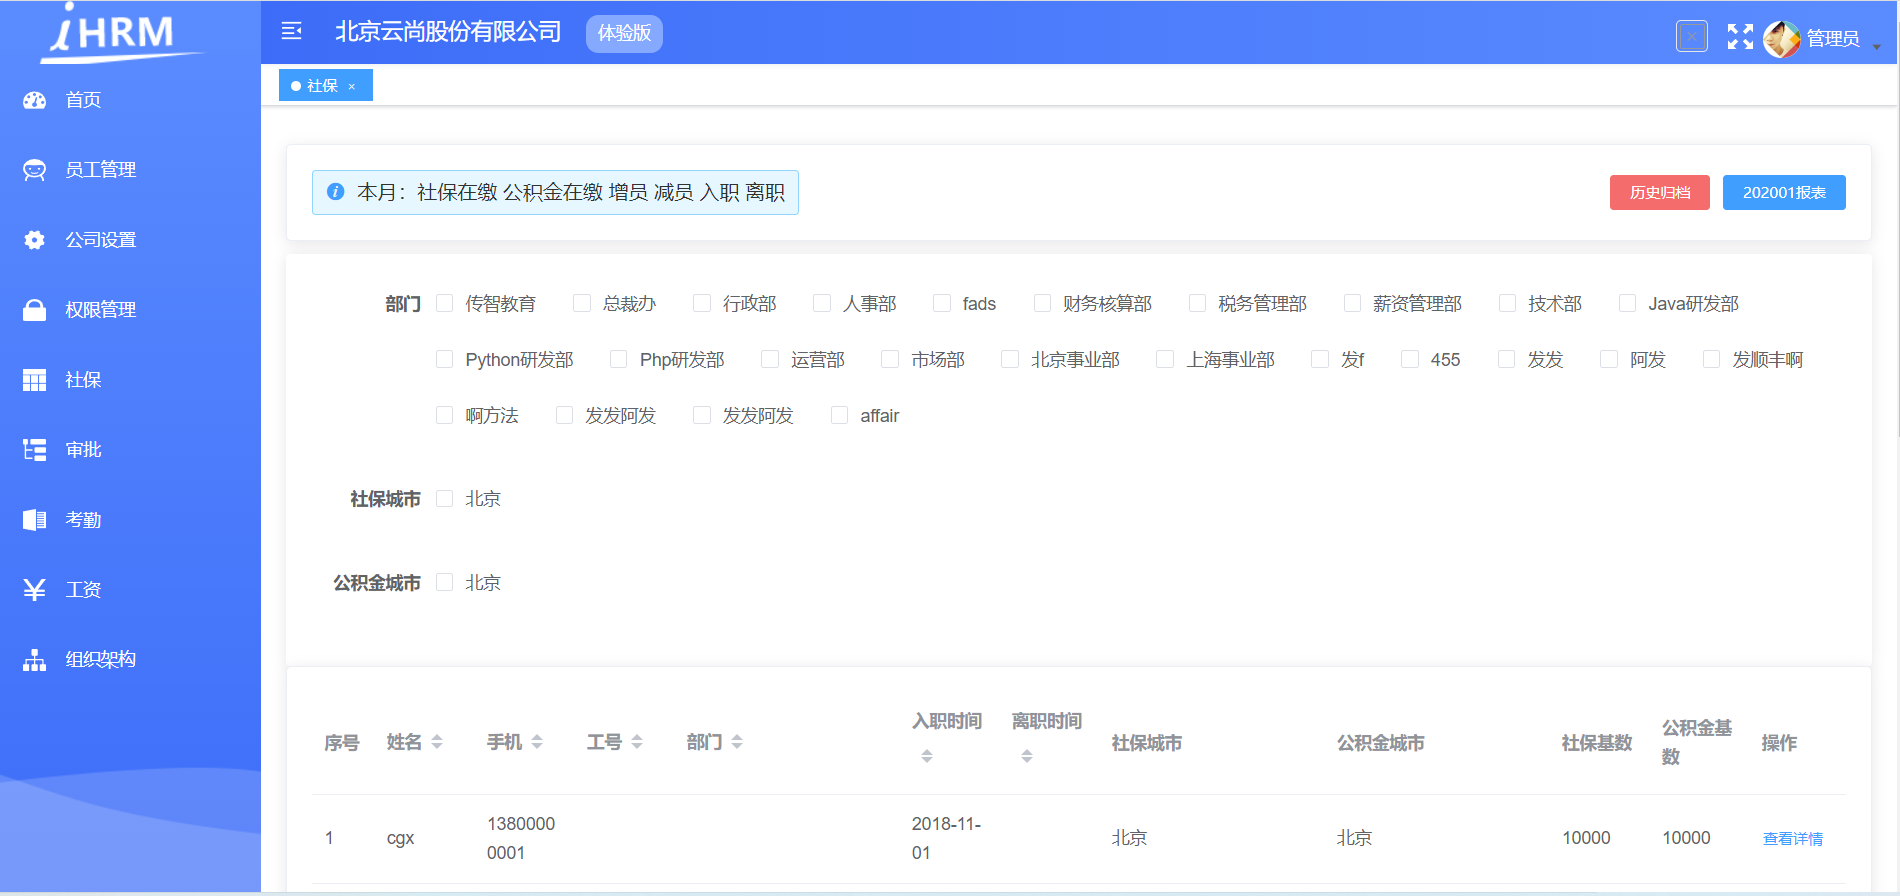 iHRM
北京云尚股份有限公司 体验版
管理员
社保 ×
首页
员工管理
公司设置
权限管理
社保
审批
考勤
工资
组织架构
本月：社保在缴 公积金在缴 增员 减员 入职 离职
历史归档 202001报表
部门 传智教育 总裁办 行政部 人事部 fads 财务核算部 税务管理部 薪资管理部 技术部 Java研发部
Python研发部 Php研发部 运营部 市场部 北京事业部 上海事业部 发f 455 发发 阿发 发顺丰啊
啊方法 发发阿发 发发阿发 affair
社保城市 北京
公积金城市 北京
序号 姓名 手机 工号 部门 入职时间 离职时间 社保城市 公积金城市 社保基数 公积金基
数 操作
1 cgx 1380000
0001 2018-11-
01 北京 北京 10000 10000 查看详情